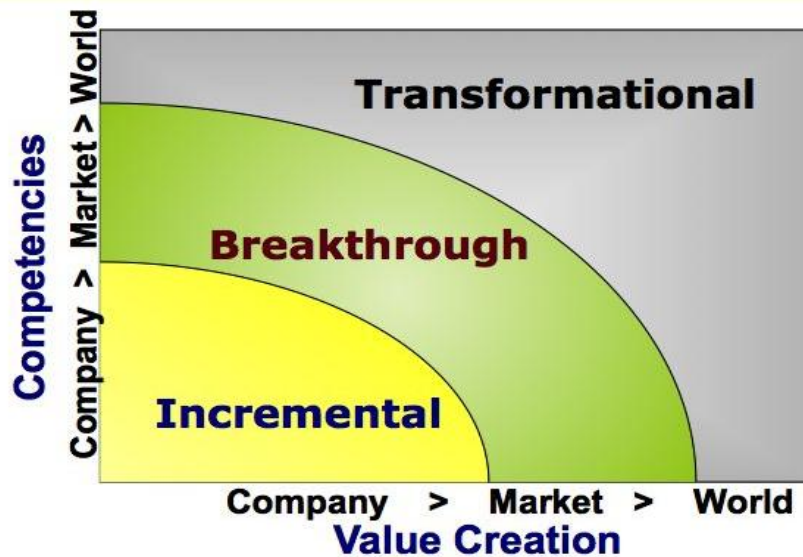 Transformational
Breakthrough
Incremental
Competencies
Company > Market > World
Company > Market > World
Value Creation